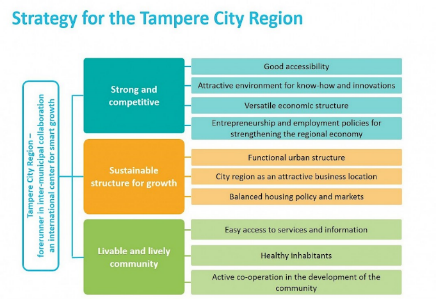 Strategy for the Tampere City Region
Tampere City Region –
forerunner in inter-municipal collaboration
an international center for smart growth
Strong and
competitive
Good accessibility
Attractive environment for know-how and innovations
Versatile economic structure
Entrepreneurship and employment policies for
strengthening the regional economy
Sustainable
structure for growth
Functional urban structure
City region as an attractive business location
Balanced housing policy and markets
Livable and lively
community
Easy access to services and information
Healthy inhabitants
Active co-operation in the development of the
community